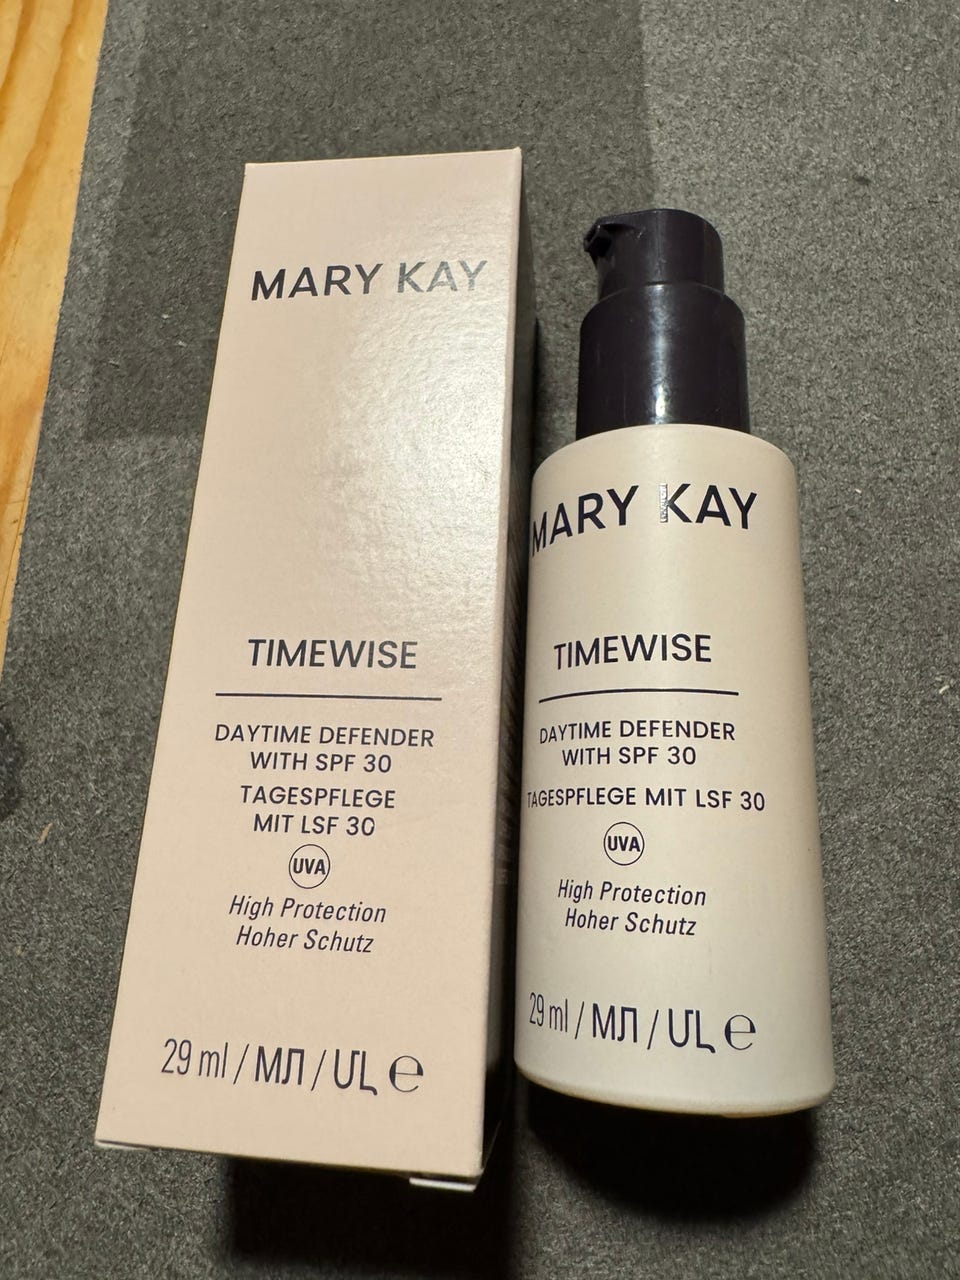 MARY KAY
TIMEWISE
DAYTIME DEFENDER
WITH SPF 30
TAGESPFLEGE
MIT LSF 30
UVA
High Protection
Hoher Schutz
29 ml / МЛ / ՄԼ ℮
MARY KAY
TIMEWISE
DAYTIME DEFENDER
WITH SPF 30
TAGESPFLEGE MIT LSF 30
UVA
High Protection
Hoher Schutz
29 ml / МЛ / ՄԼ ℮